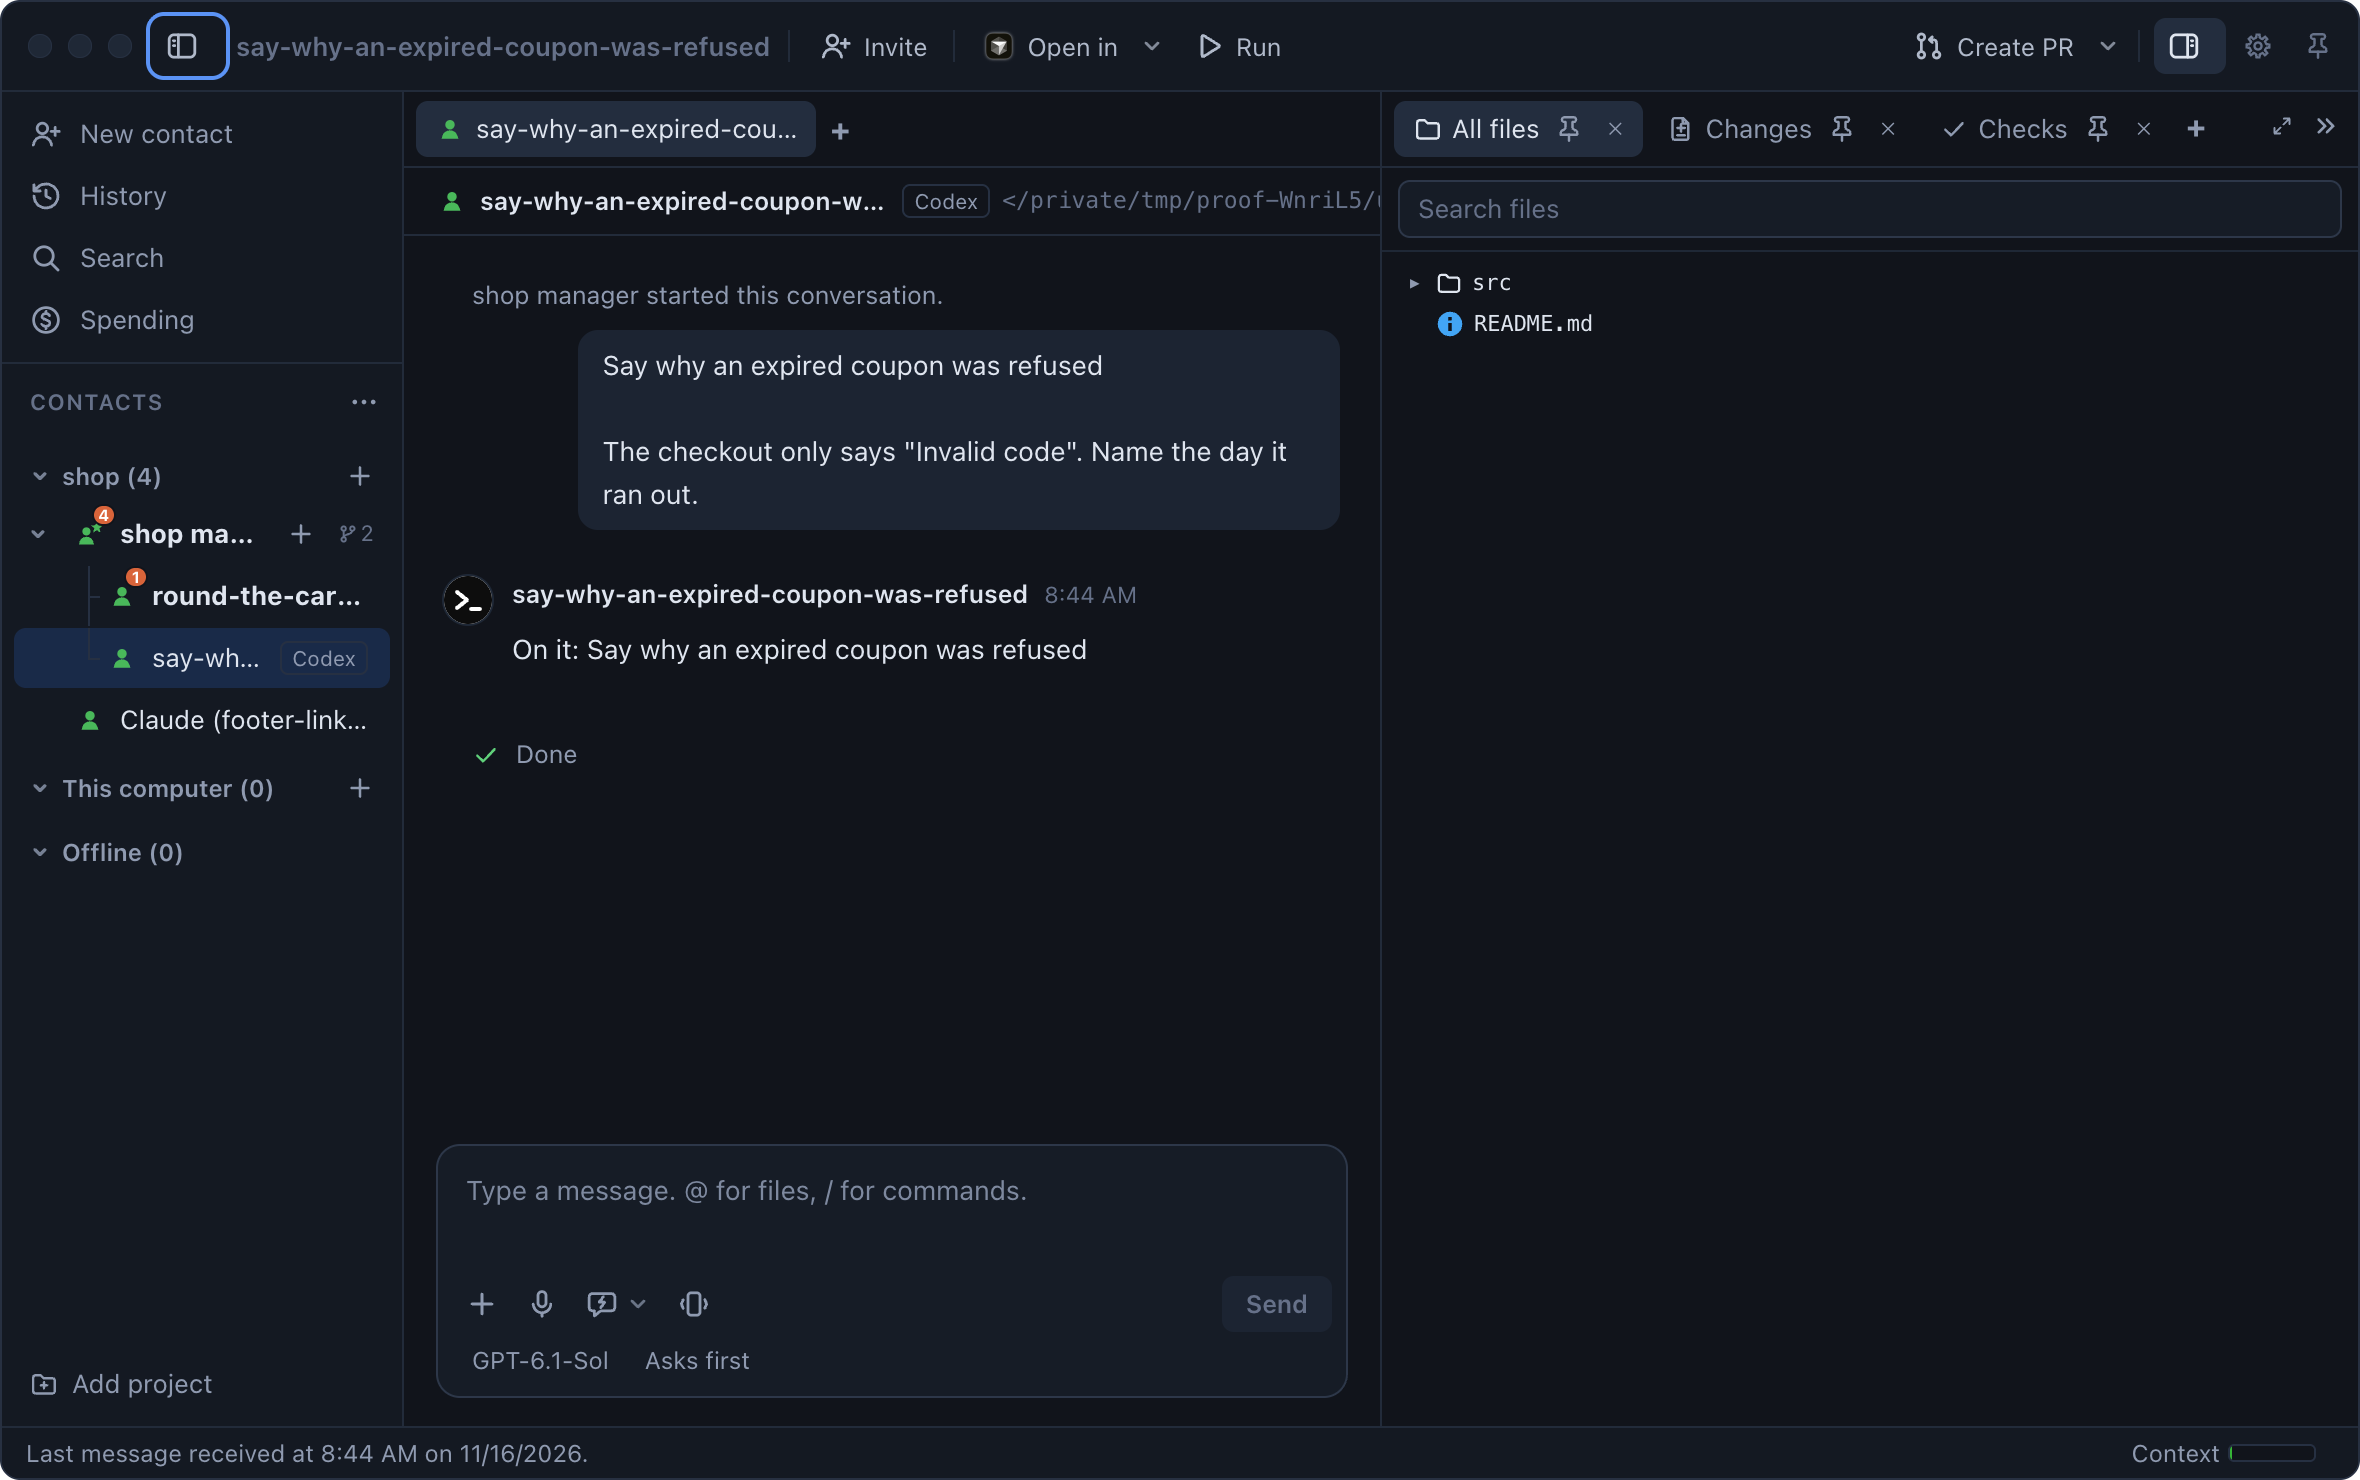 say-why-an-expired-coupon-was-refused
Invite
Open in
Run
Create PR
New contact
History
Search
Spending
CONTACTS
shop (4)
4
shop ma...
2
1
round-the-car...
say-wh...
Codex
Claude (footer-link...
This computer (0)
Offline (0)
Add project
say-why-an-expired-cou...
say-why-an-expired-coupon-w...
Codex
</private/tmp/proof-WnriL5/
shop manager started this conversation.
Say why an expired coupon was refused
The checkout only says "Invalid code". Name the day it
ran out.
say-why-an-expired-coupon-was-refused 8:44 AM
On it: Say why an expired coupon was refused
Done
Type a message. @ for files, / for commands.
Send
GPT-6.1-Sol
Asks first
All files
Changes
Checks
Search files
src
README.md
Last message received at 8:44 AM on 11/16/2026.
Context